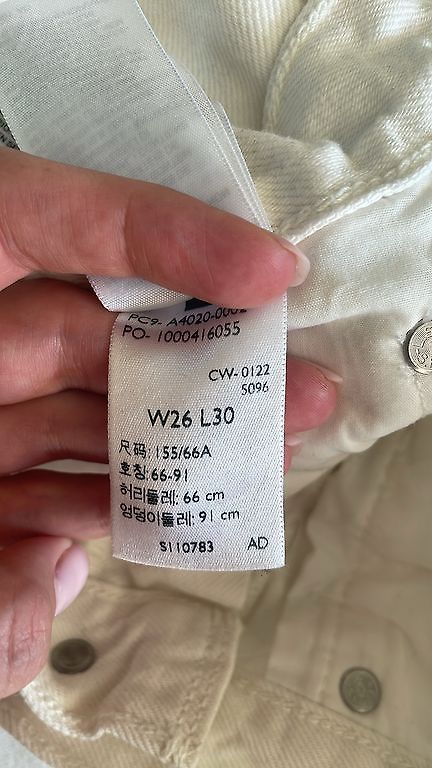 PC9- A4020-0002
PO- 1000416055
CW- 0122
5096
W26 L30
尺码: 155/66A
호칭: 66-91
허리둘레: 66 cm
엉덩이둘레: 91 cm
S110783 AD